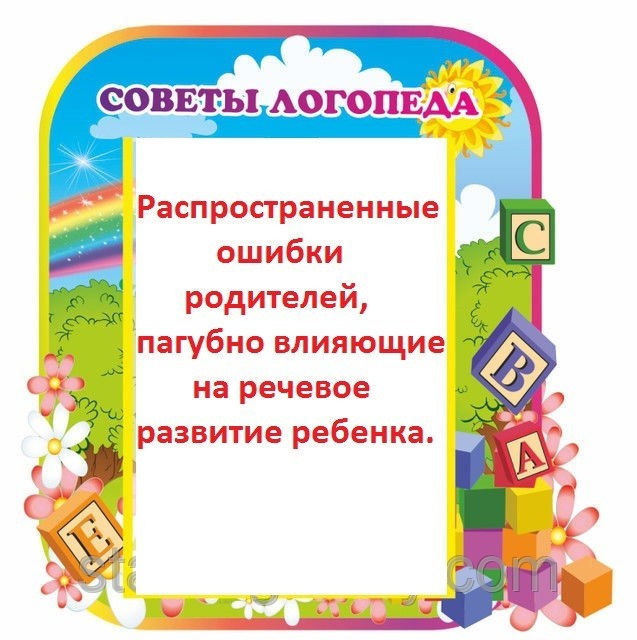 СОВЕТЫ ЛОГОПЕДА
Распространенные
ошибки
родителей,
пагубно влияющие
на речевое
развитие ребенка.
C
B
A
E